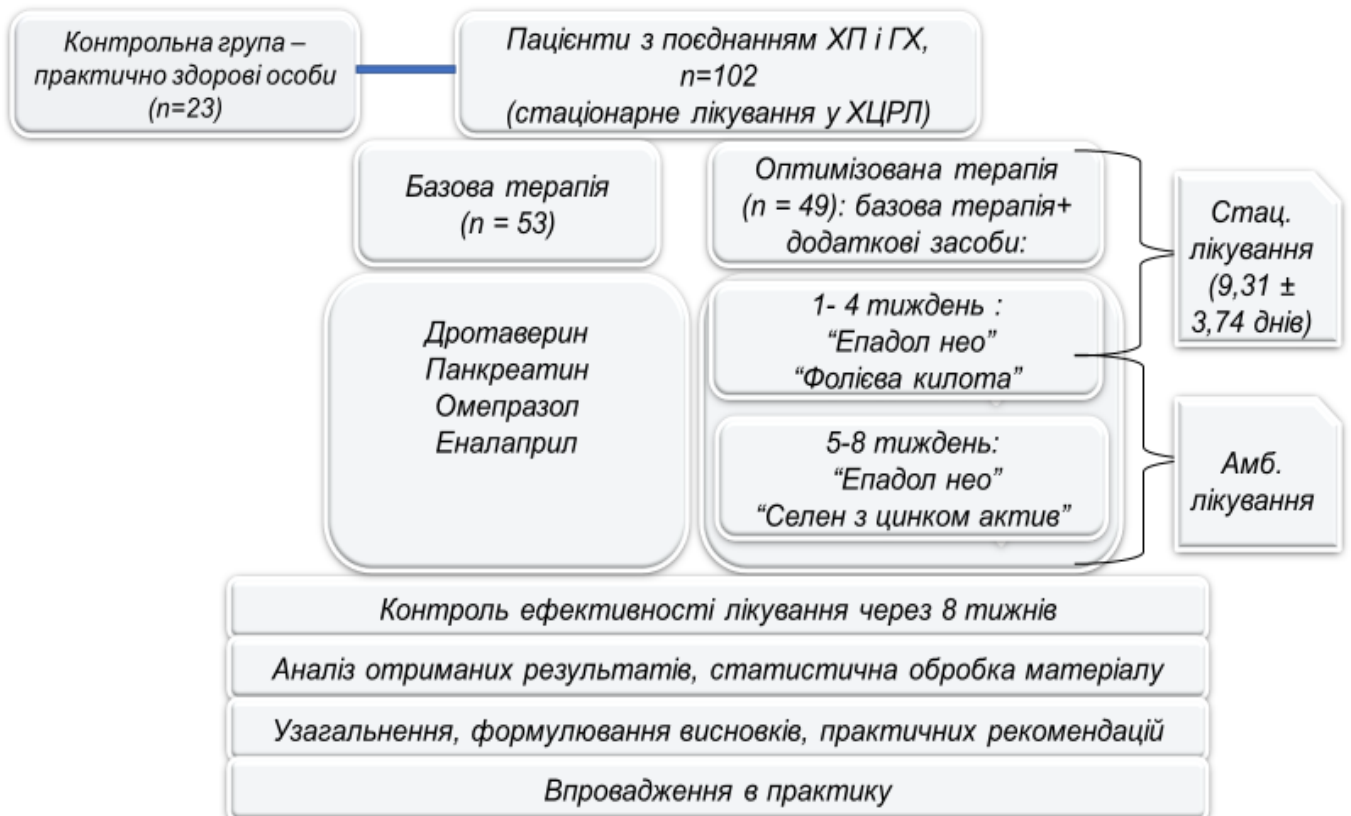 Контрольна група –
практично здорові особи
(n=23)
Пацієнти з поєднанням ХП і ГХ,
n=102
(стаціонарне лікування у ХЦРЛ)
Базова терапія
(n = 53)
Оптимізована терапія
(n = 49): базова терапія+
додаткові засоби:
Стац.
лікування
(9,31 ±
3,74 днів)
Дротаверин
Панкреатин
Омепразол
Еналаприл
1- 4 тиждень :
“Епадол нео”
“Фолієва килота”
5-8 тиждень:
“Епадол нео”
“Селен з цинком актив”
Амб.
лікування
Контроль ефективності лікування через 8 тижнів
Аналіз отриманих результатів, статистична обробка матеріалу
Узагальнення, формулювання висновків, практичних рекомендацій
Впровадження в практику